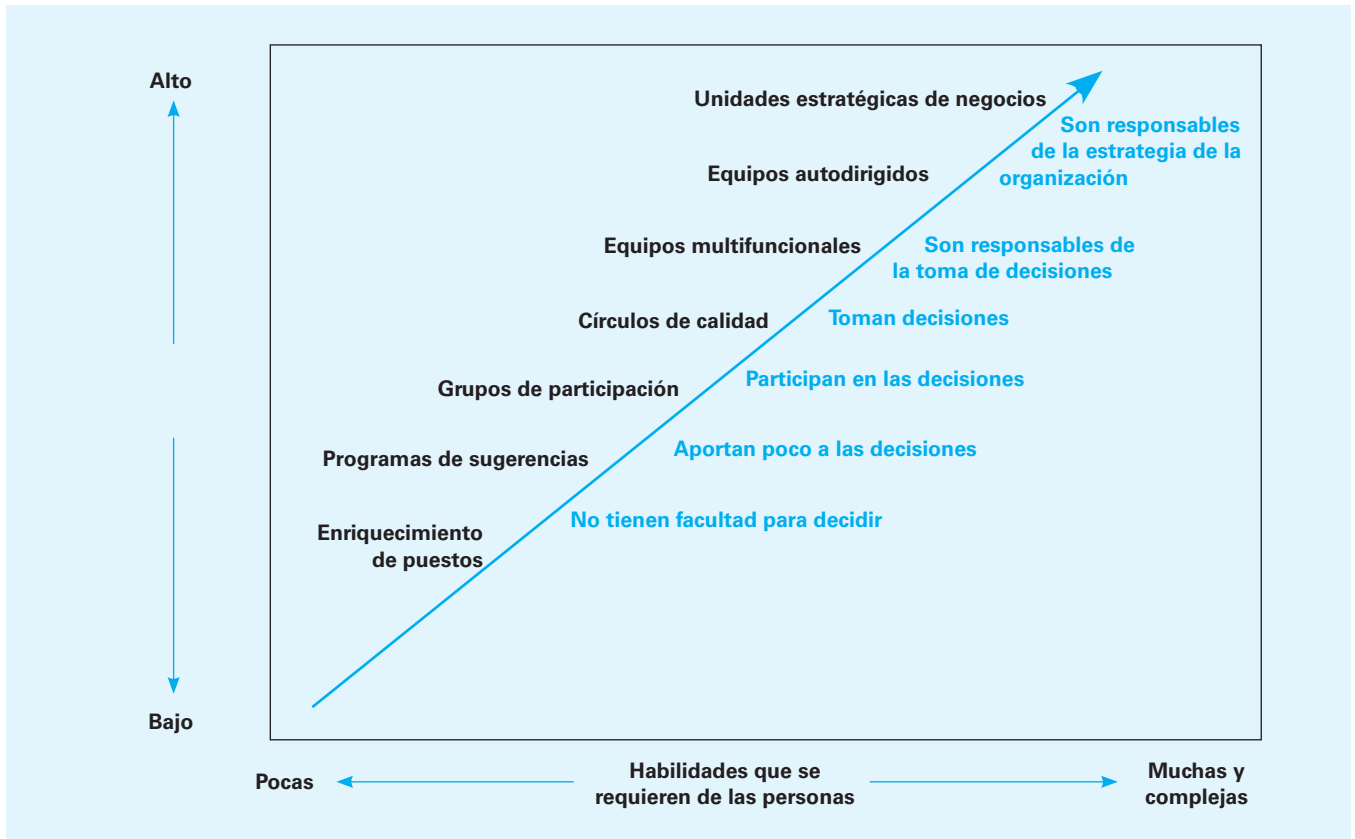 Alto
Unidades estratégicas de negocios
Son responsables
de la estrategia de la
organización
Equipos autodirigidos
Equipos multifuncionales
Son responsables de
la toma de decisiones
Círculos de calidad
Toman decisiones
Grupos de participación
Participan en las decisiones
Programas de sugerencias
Aportan poco a las decisiones
Enriquecimiento
de puestos
No tienen facultad para decidir
Bajo
Pocas
Habilidades que se
requieren de las personas
Muchas y
complejas